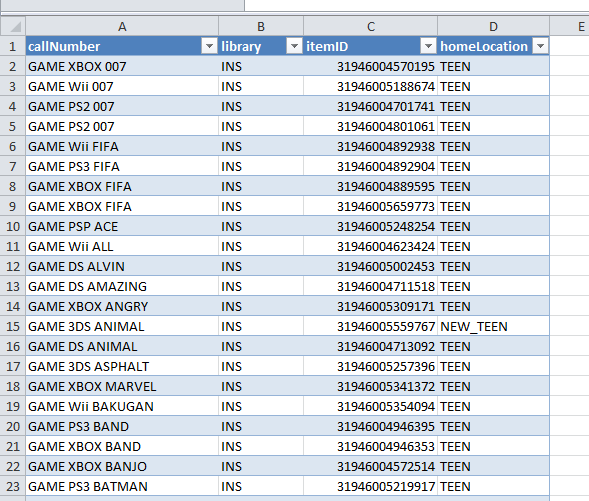 A B C D E
1 callNumber library itemID homeLocation
2 GAME XBOX 007 INS 31946004570195 TEEN
3 GAME Wii 007 INS 31946005188674 TEEN
4 GAME PS2 007 INS 31946004701741 TEEN
5 GAME PS2 007 INS 31946004801061 TEEN
6 GAME Wii FIFA INS 31946004892938 TEEN
7 GAME PS3 FIFA INS 31946004892904 TEEN
8 GAME XBOX FIFA INS 31946004889595 TEEN
9 GAME XBOX FIFA INS 31946005659773 TEEN
10 GAME PSP ACE INS 31946005248254 TEEN
11 GAME Wii ALL INS 31946004623424 TEEN
12 GAME DS ALVIN INS 31946005002453 TEEN
13 GAME DS AMAZING INS 31946004711518 TEEN
14 GAME XBOX ANGRY INS 31946005309171 TEEN
15 GAME 3DS ANIMAL INS 31946005559767 NEW_TEEN
16 GAME DS ANIMAL INS 31946004713092 TEEN
17 GAME 3DS ASPHALT INS 31946005257396 TEEN
18 GAME XBOX MARVEL INS 31946005341372 TEEN
19 GAME Wii BAKUGAN INS 31946005354094 TEEN
20 GAME PS3 BAND INS 31946004946395 TEEN
21 GAME XBOX BAND INS 31946004946353 TEEN
22 GAME XBOX BANJO INS 31946004572514 TEEN
23 GAME PS3 BATMAN INS 31946005219917 TEEN